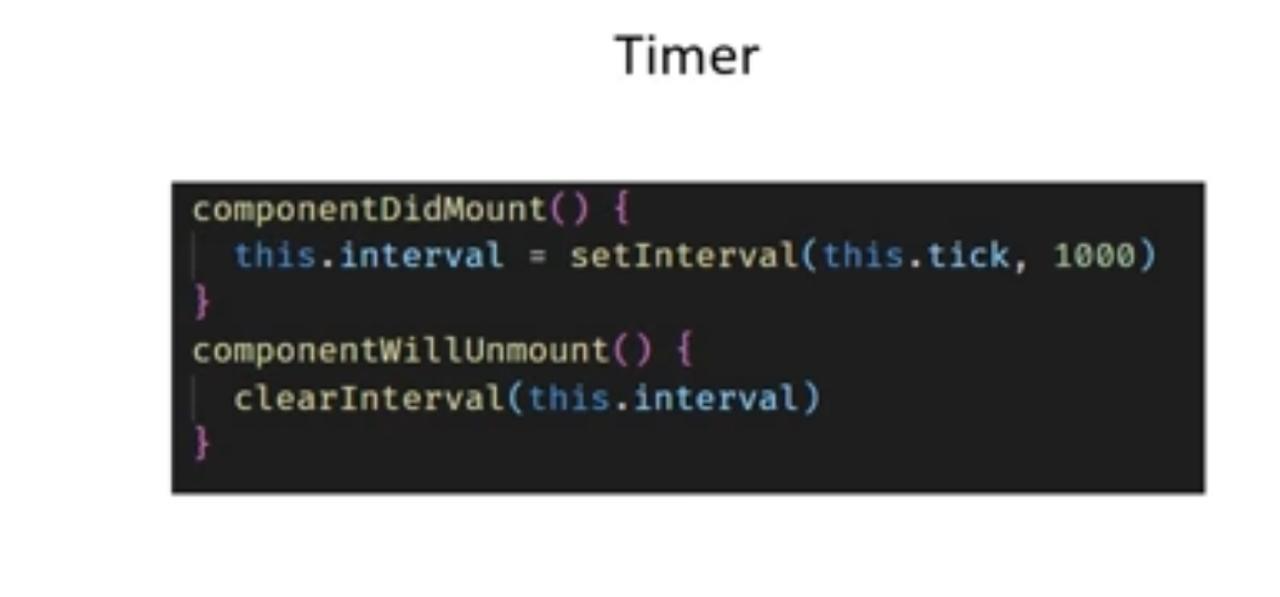 Timer
componentDidMount() {
  this.interval = setInterval(this.tick, 1000)
}
componentWillUnmount() {
  clearInterval(this.interval)
}